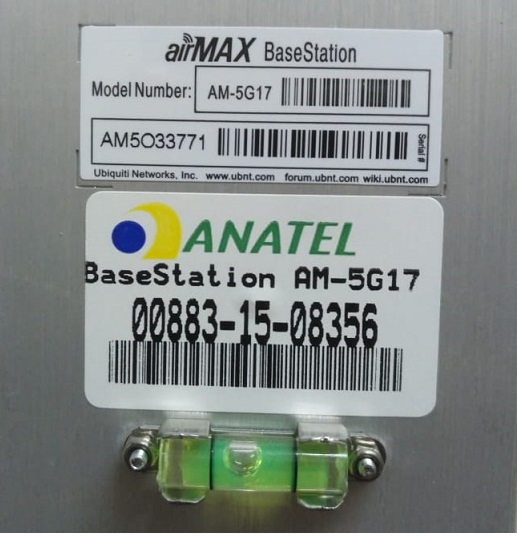 airMAX BaseStation
Model Number: AM-5G17
AM5O33771 Serial #
Ubiquiti Networks, Inc. www.ubnt.com forum.ubnt.com wiki.ubnt.com
ANATEL
BaseStation AM-5G17
00883-15-08356